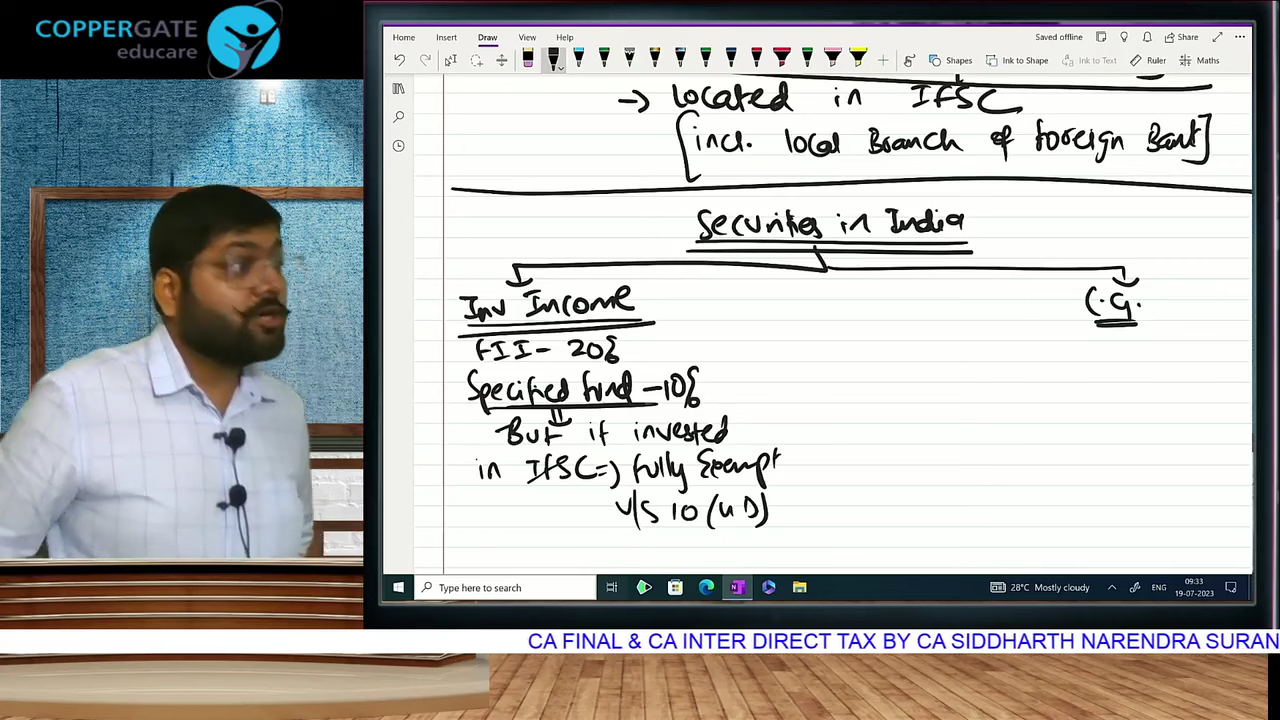 COPPERGATE
educare
Home Insert Draw View Help
Saved offline
Share
Shapes
Ink to Shape
Ink to Text
Ruler
Maths
→ located in IFSC
[incl. local Branch of foreign Bank]
Securities in India
Inv Income
C.G.
FII - 20%
Specified fund - 10%
But if invested
in IFSC => fully Exempt
U/S 10(4D)
Type here to search
28°C Mostly cloudy
ENG
09:33
19-07-2023
CA FINAL & CA INTER DIRECT TAX BY CA SIDDHARTH NARENDRA SURAN